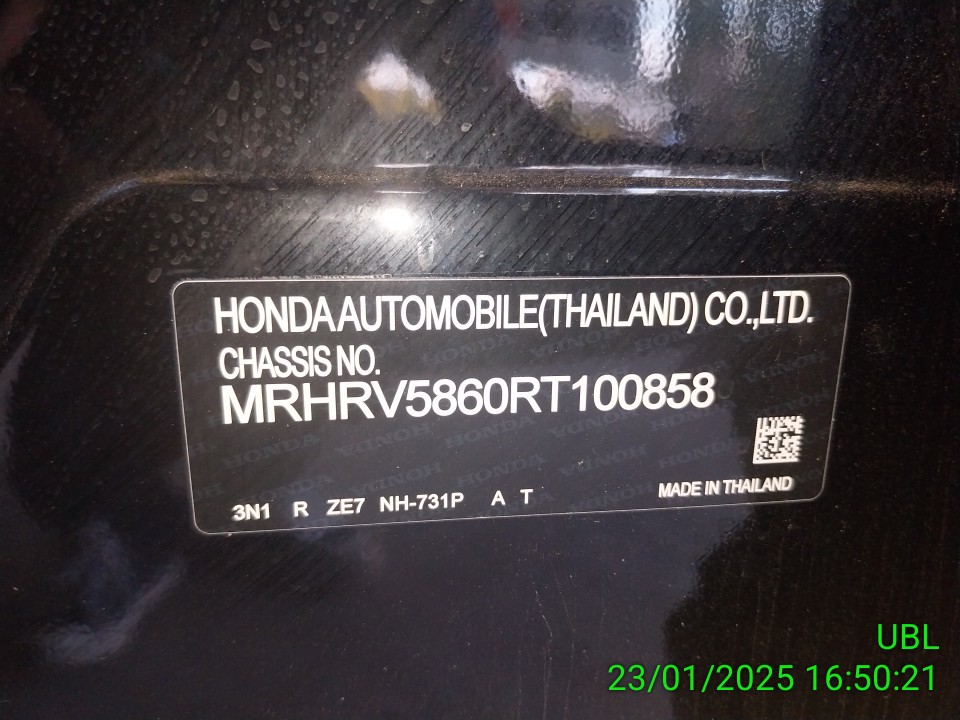 HONDA AUTOMOBILE(THAILAND) CO.,LTD.
CHASSIS NO.
MRHRV5860RT100858
3N1 R ZE7 NH-731P A T
MADE IN THAILAND
UBL
23/01/2025 16:50:21